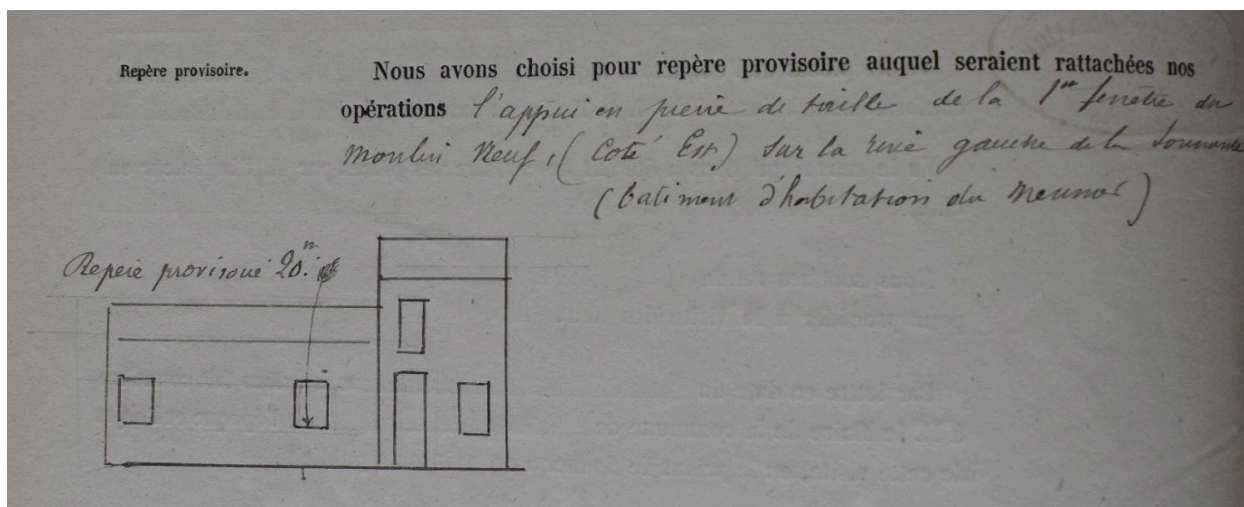 Repère provisoire.
Nous avons choisi pour repère provisoire auquel seraient rattachées nos
opérations l'appui en pierre de taille de la 1re fenêtre du
Moulin Neuf, (Coté Est) sur la rive gauche de la
(batiment d'habitation du Meunier)
Repère provisoire 20.m